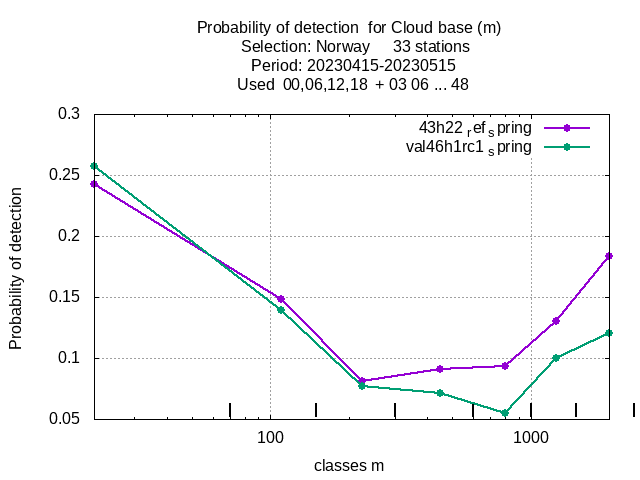 Probability of detection for Cloud base (m)
Selection: Norway 33 stations
Period: 20230415-20230515
Used 00,06,12,18 + 03 06 ... 48
43h22 ref spring
val46h1rc1 spring
Probability of detection
0.3
0.25
0.2
0.15
0.1
0.05
100
1000
classes m